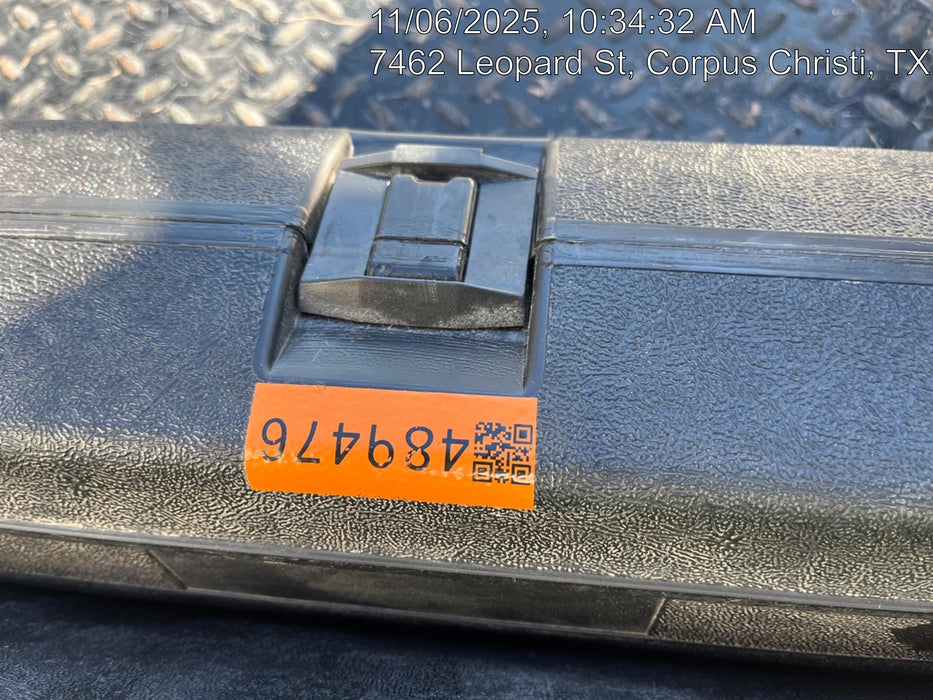 11/06/2025, 10:34:32 AM
7462 Leopard St, Corpus Christi, TX
489476